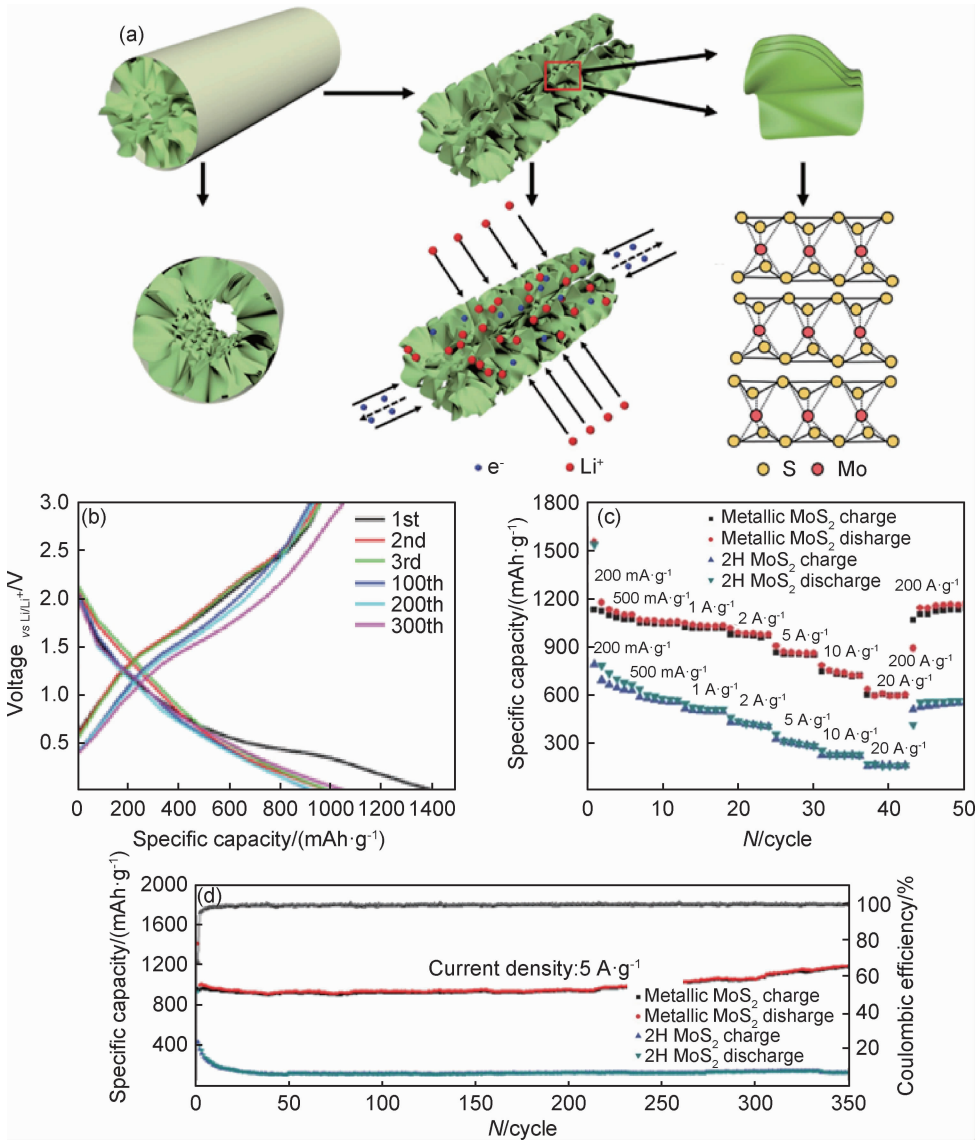 (a)
e⁻
Li⁺
S
Mo
(b)
3.0
2.5
2.0
1.5
1.0
0.5
Voltage vs Li/Li⁺/V
1st
2nd
3rd
100th
200th
300th
0 200 400 600 800 1000 1200 1400
Specific capacity/(mAh·g⁻¹)
(c)
1800
1500
1200
900
600
300
Specific capacity/(mAh·g⁻¹)
Metallic MoS₂ charge
Metallic MoS₂ disharge
2H MoS₂ charge
2H MoS₂ discharge
200 mA·g⁻¹
500 mA·g⁻¹
1 A·g⁻¹
2 A·g⁻¹
5 A·g⁻¹
10 A·g⁻¹
20 A·g⁻¹
200 A·g⁻¹
200 mA·g⁻¹
500 mA·g⁻¹
1 A·g⁻¹
2 A·g⁻¹
5 A·g⁻¹
10 A·g⁻¹
20 A·g⁻¹
200 A·g⁻¹
0 10 20 30 40 50
N/cycle
(d)
2000
1800
1200
900
400
Specific capacity/(mAh·g⁻¹)
Current density:5 A·g⁻¹
Metallic MoS₂ charge
Metallic MoS₂ disharge
2H MoS₂ charge
2H MoS₂ discharge
100
80
60
40
20
Coulombic efficiency/%
0 50 100 150 200 250 300 350
N/cycle